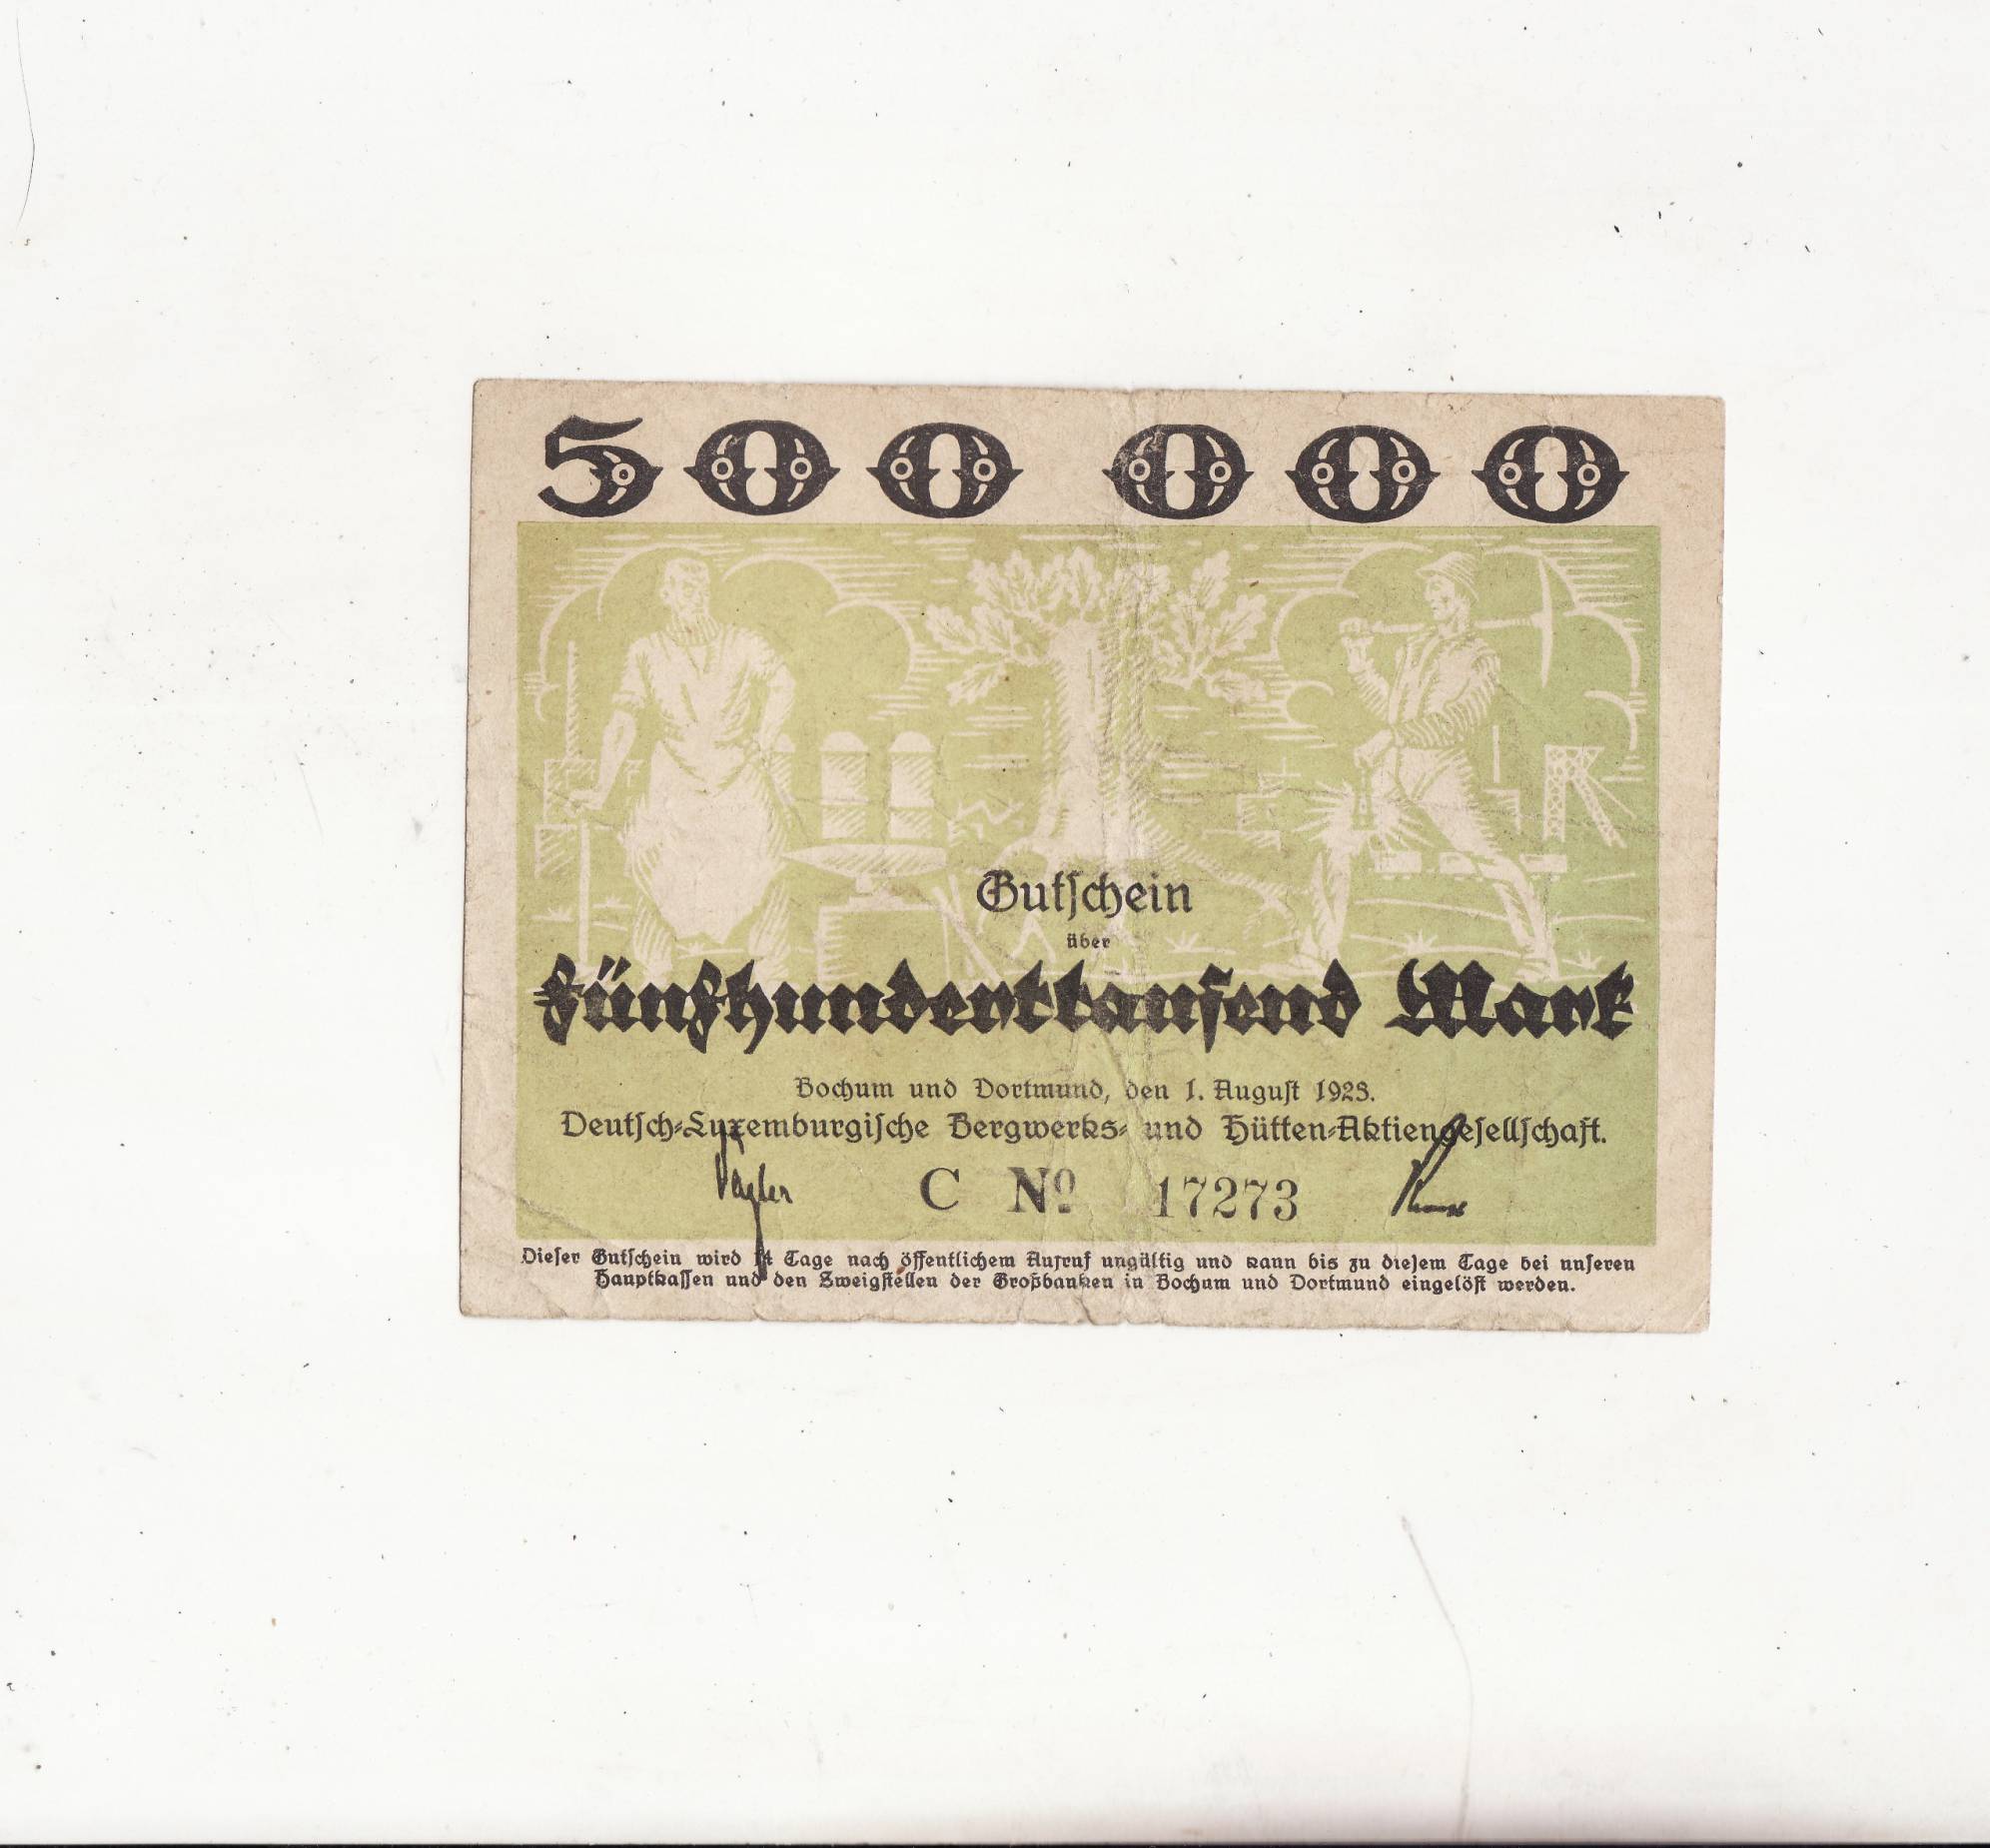 500 000
Gutschein
über
Fünfhunderttausend Mark
Bochum und Dortmund, den 1. August 1923.
Deutsch-Luxemburgische Bergwerks- und Hütten-Aktiengesellschaft.
Vögler C No 17273
Dieser Gutschein wird 14 Tage nach öffentlichem Aufruf ungültig und kann bis zu diesem Tage bei unseren
Hauptkassen und den Zweigstellen der Großbanken in Bochum und Dortmund eingelöst werden.